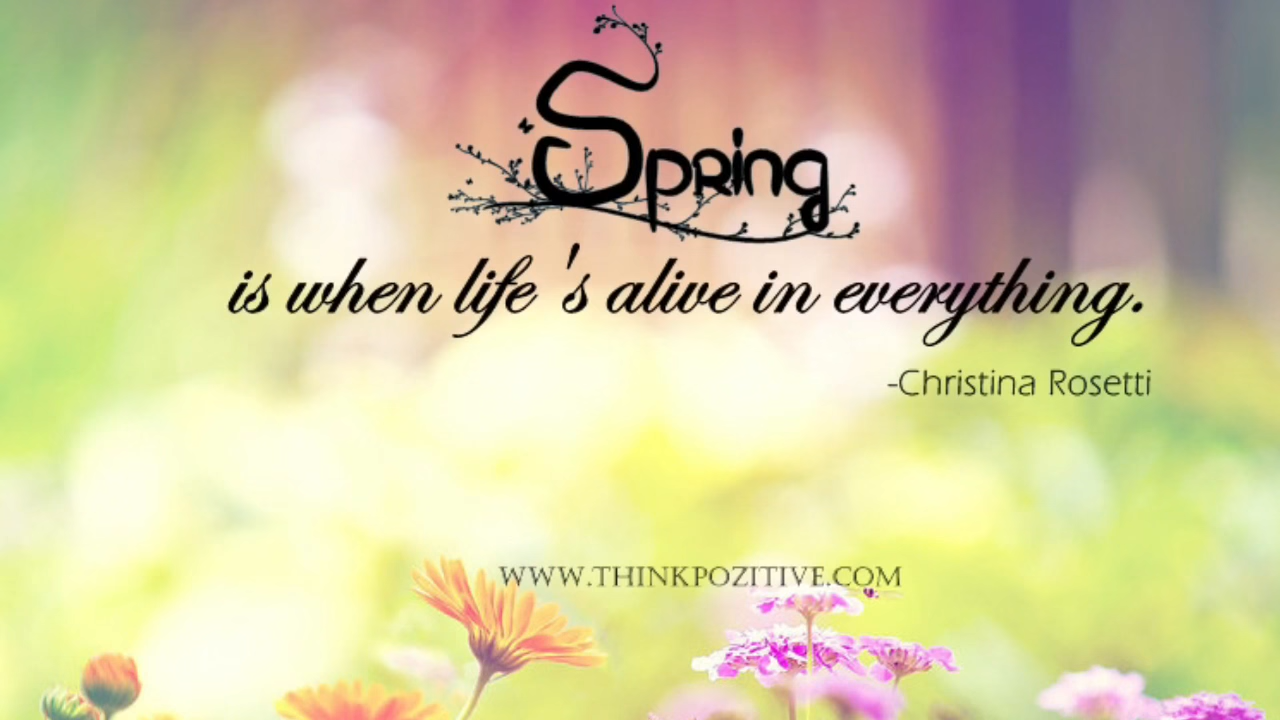 Spring
is when life 's alive in everything.
-Christina Rosetti
WWW.THINKPOZITIVE.COM